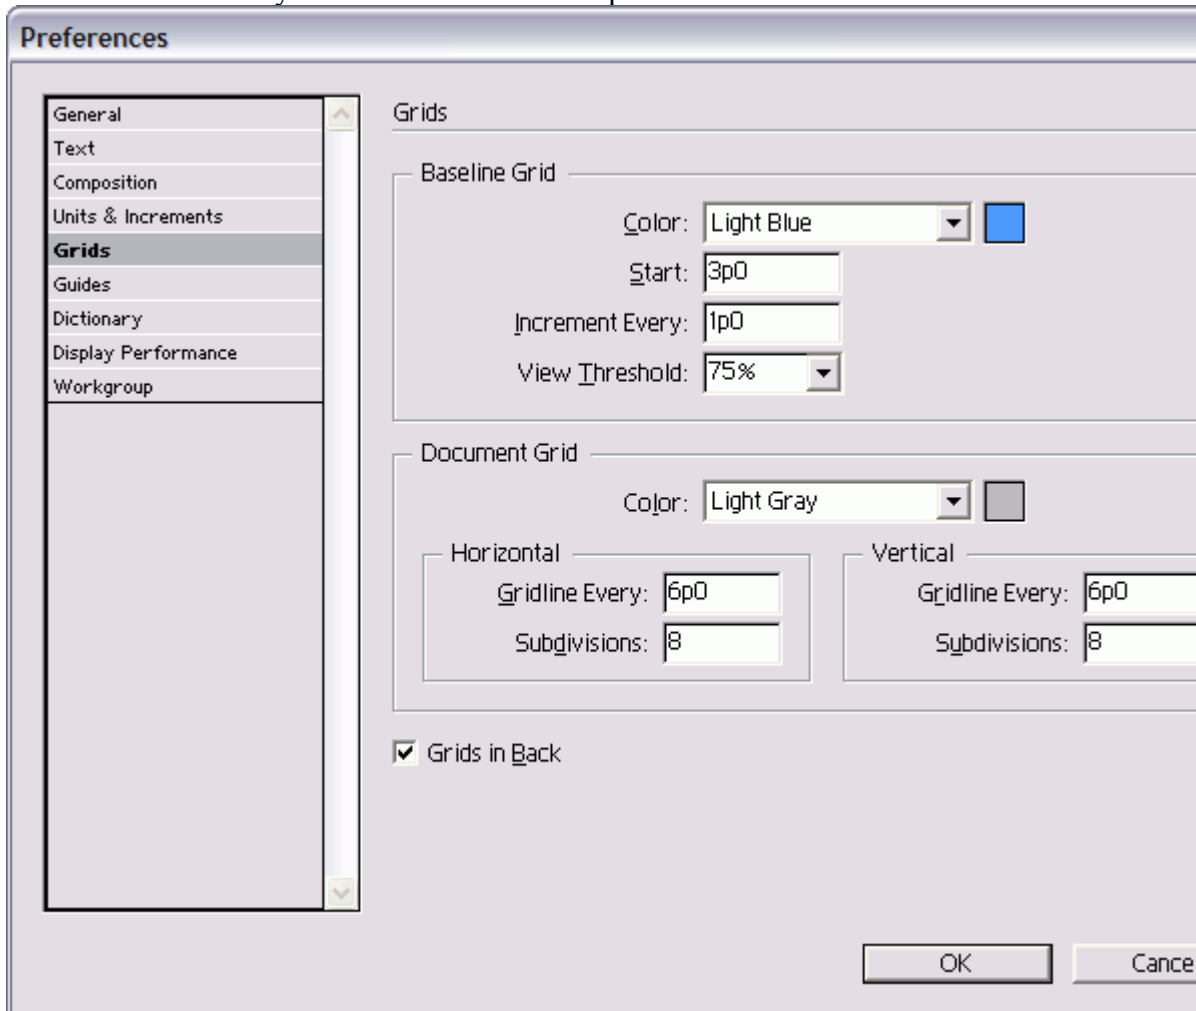 Preferences
General
Text
Composition
Units & Increments
Grids
Guides
Dictionary
Display Performance
Workgroup
Grids
Baseline Grid
Color: Light Blue
Start: 3p0
Increment Every: 1p0
View Threshold: 75%
Document Grid
Color: Light Gray
Horizontal
Gridline Every: 6p0
Subdivisions: 8
Vertical
Gridline Every: 6p0
Subdivisions: 8
Grids in Back
OK
Cance